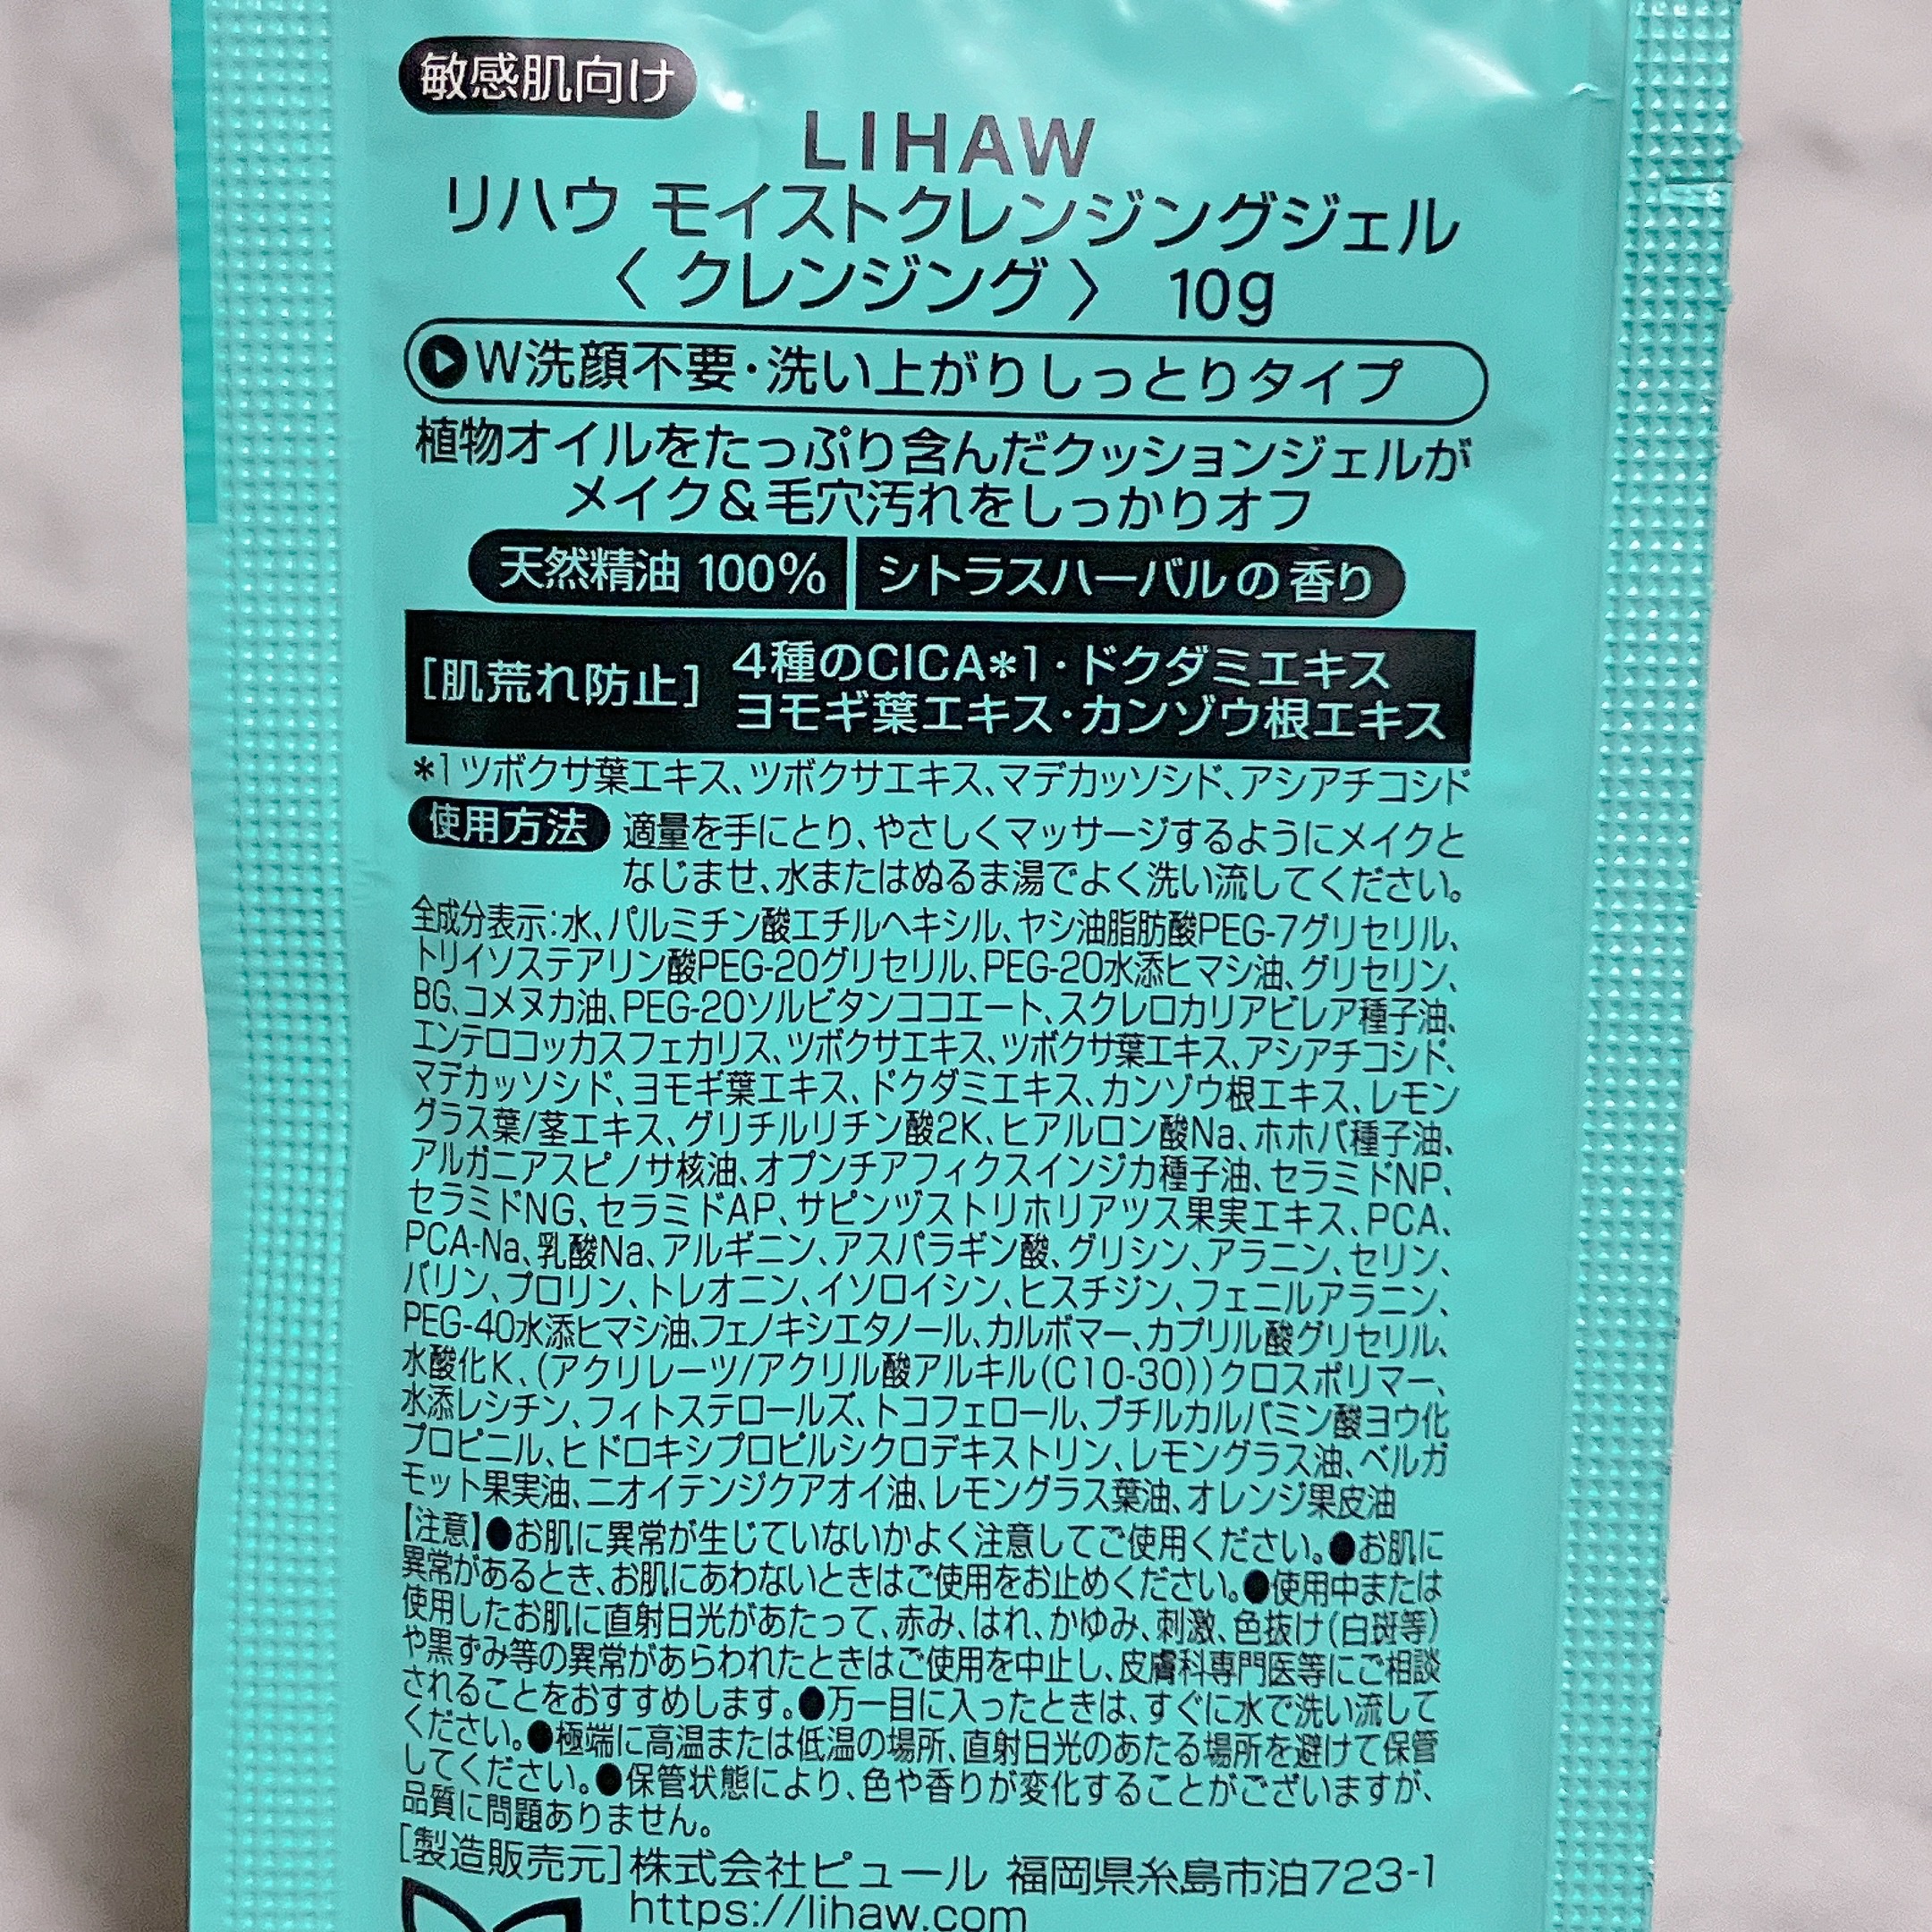 敏感肌向け
LIHAW
リハウ モイストクレンジングジェル
〈 クレンジング 〉 10g
W洗顔不要・洗い上がりしっとりタイプ
植物オイルをたっぷり含んだクッションジェルが
メイク&毛穴汚れをしっかりオフ
天然精油 100% シトラスハーバルの香り
[肌荒れ防止] 4種のCICA*1・ドクダミエキス
ヨモギ葉エキス・カンゾウ根エキス
*1ツボクサ葉エキス、ツボクサエキス、マデカッソシド、アシアチコシド
使用方法 適量を手にとり、やさしくマッサージするようにメイクと
なじませ、水またはぬるま湯でよく洗い流してください。
全成分表示:水、パルミチン酸エチルヘキシル、ヤシ油脂肪酸PEG-7グリセリル、
トリイソステアリン酸PEG-20グリセリル、PEG-20水添ヒマシ油、グリセリン、
BG、コメヌカ油、PEG-20ソルビタンココエート、スクレロカリアビレア種子油、
エンテロコッカスフェカリス、ツボクサエキス、ツボクサ葉エキス、アシアチコシド、
マデカッソシド、ヨモギ葉エキス、ドクダミエキス、カンゾウ根エキス、レモン
グラス葉/茎エキス、グリチルリチン酸2K、ヒアルロン酸Na、ホホバ種子油、
アルガニアスピノサ核油、オプンチアフィクスインジカ種子油、セラミドNP、
セラミドNG、セラミドAP、サピンヅストリホリアツス果実エキス、PCA、
PCA-Na、乳酸Na、アルギニン、アスパラギン酸、グリシン、アラニン、セリン、
バリン、プロリン、トレオニン、イソロイシン、ヒスチジン、フェニルアラニン、
PEG-40水添ヒマシ油、フェノキシエタノール、カルボマー、カプリル酸グリセリル、
水酸化K、(アクリレーツ/アクリル酸アルキル(C10-30))クロスポリマー、
水添レシチン、フィトステロールズ、トコフェロール、ブチルカルバミン酸ヨウ化
プロピニル、ヒドロキシプロピルシクロデキストリン、レモングラス油、ベルガ
モット果実油、ニオイテンジクアオイ油、レモングラス葉油、オレンジ果皮油
【注意】●お肌に異常が生じていないかよく注意してご使用ください。●お肌に
異常があるとき、お肌にあわないときはご使用をお止めください。●使用中または
使用したお肌に直射日光があたって、赤み、はれ、かゆみ、刺激、色抜け(白斑等)
や黒ずみ等の異常があらわれたときはご使用を中止し、皮膚科専門医等にご相談
されることをおすすめします。●万一目に入ったときは、すぐに水で洗い流して
ください。●極端に高温または低温の場所、直射日光のあたる場所を避けて保管
してください。●保管状態により、色や香りが変化することがございますが、
品質に問題ありません。
[製造販売元]株式会社ピュール 福岡県糸島市泊723-1
https://lihaw.com